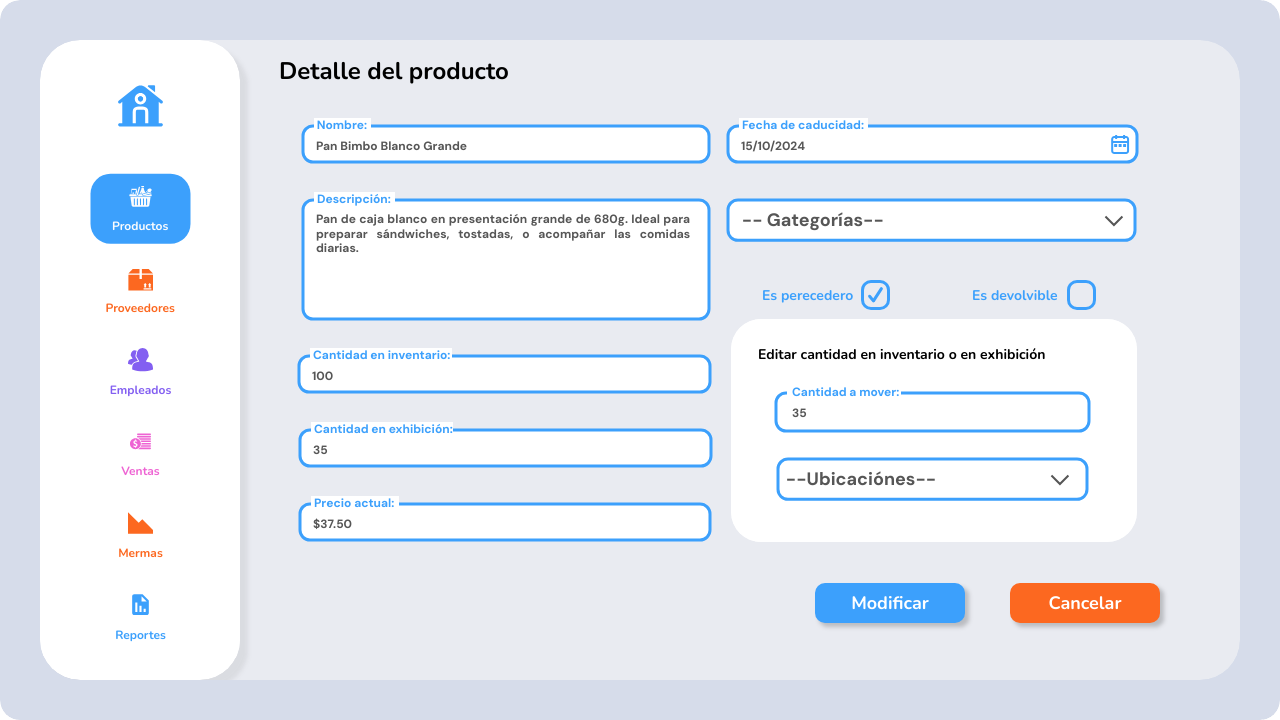 Detalle del producto
Productos
Proveedores
Empleados
Ventas
Mermas
Reportes
Nombre:
Pan Bimbo Blanco Grande
Descripción:
Pan de caja blanco en presentación grande de 680g. Ideal para
preparar sándwiches, tostadas, o acompañar las comidas
diarias.
Cantidad en inventario:
100
Cantidad en exhibición:
35
Precio actual:
$37.50
Fecha de caducidad:
15/10/2024
-- Gategorías--
Es perecedero
Es devolvible
Editar cantidad en inventario o en exhibición
Cantidad a mover:
35
--Ubicaciónes--
Modificar
Cancelar